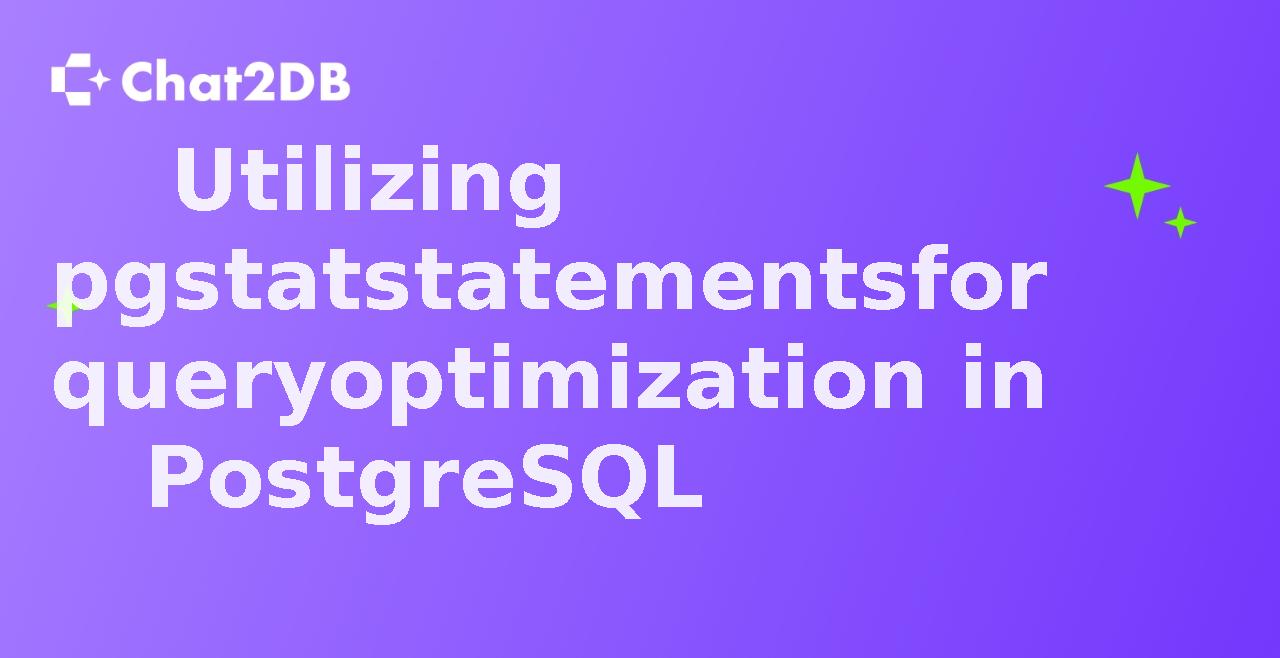 Chat2DB
Utilizing
pgstatstatementsfor
queryoptimization in
PostgreSQL